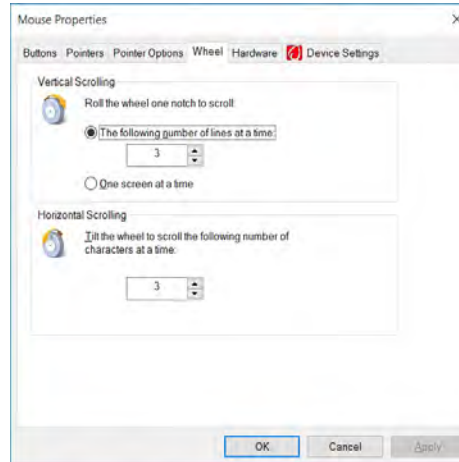 Mouse Properties
Buttons Pointers Pointer Options Wheel Hardware Device Settings
Vertical Scrolling
Roll the wheel one notch to scroll:
The following number of lines at a time:
3
One screen at a time
Horizontal Scrolling
Tilt the wheel to scroll the following number of
characters at a time:
3
OK Cancel Apply